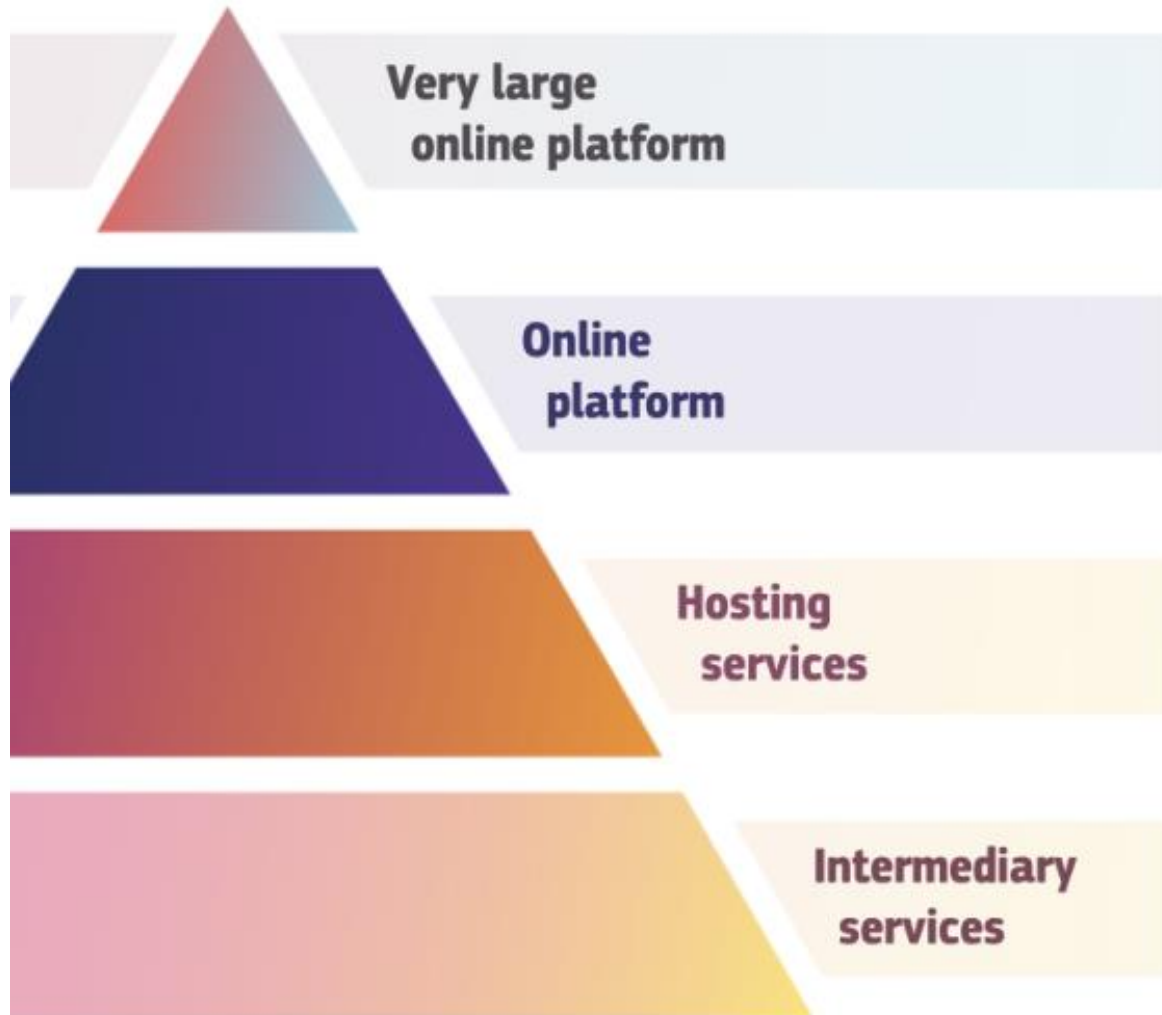 Very large
online platform
Online
platform
Hosting
services
Intermediary
services